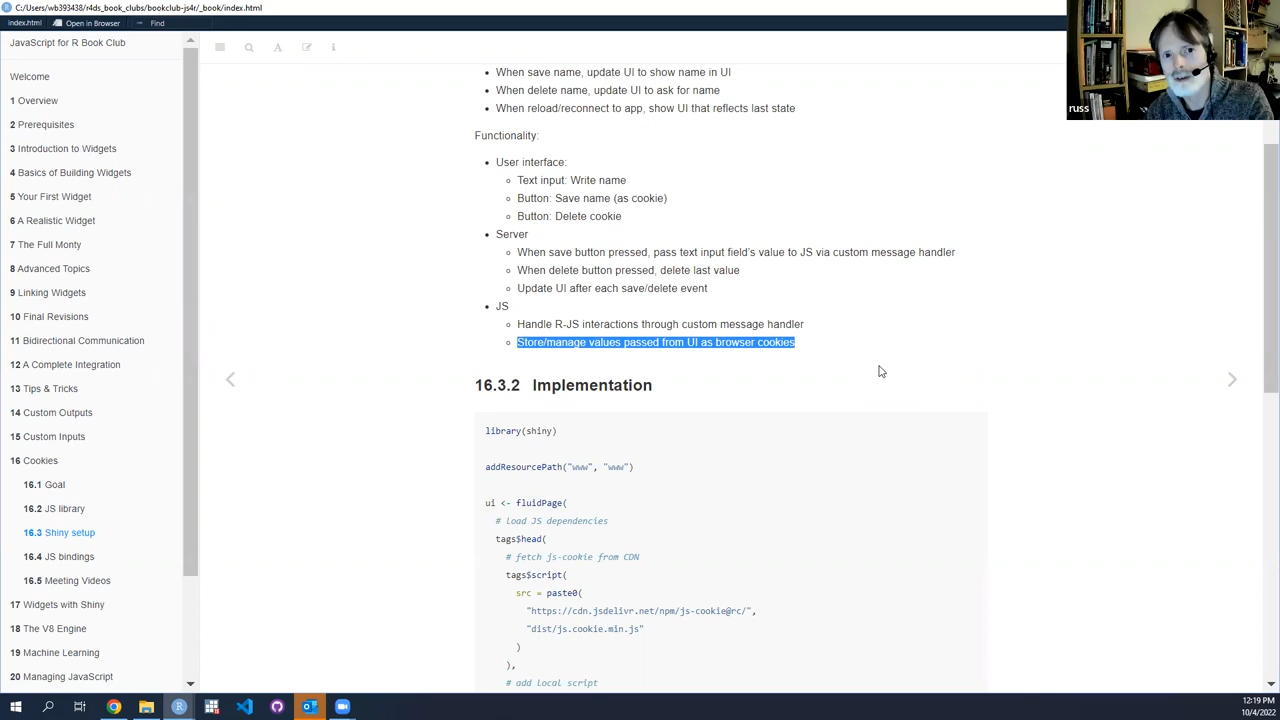 C:/Users/wb393438/r4ds_book_clubs/bookclub-js4r/_book/index.html
index.html
Open in Browser
Find
JavaScript for R Book Club
Welcome
1 Overview
2 Prerequisites
3 Introduction to Widgets
4 Basics of Building Widgets
5 Your First Widget
6 A Realistic Widget
7 The Full Monty
8 Advanced Topics
9 Linking Widgets
10 Final Revisions
11 Bidirectional Communication
12 A Complete Integration
13 Tips & Tricks
14 Custom Outputs
15 Custom Inputs
16 Cookies
16.1 Goal
16.2 JS library
16.3 Shiny setup
16.4 JS bindings
16.5 Meeting Videos
17 Widgets with Shiny
18 The V8 Engine
19 Machine Learning
20 Managing JavaScript
When save name, update UI to show name in UI
When delete name, update UI to ask for name
When reload/reconnect to app, show UI that reflects last state
Functionality:
User interface:
Text input: Write name
Button: Save name (as cookie)
Button: Delete cookie
Server
When save button pressed, pass text input field's value to JS via custom message handler
When delete button pressed, delete last value
Update UI after each save/delete event
JS
Handle R-JS interactions through custom message handler
Store/manage values passed from UI as browser cookies
16.3.2 Implementation
library(shiny)
addResourcePath("www", "www")
ui <- fluidPage(
# load JS dependencies
tags$head(
# fetch js-cookie from CDN
tags$script(
src = paste0(
"https://cdn.jsdelivr.net/npm/js-cookie@rc/",
"dist/js.cookie.min.js"
)
),
# add local script
russ
12:19 PM
10/4/2022